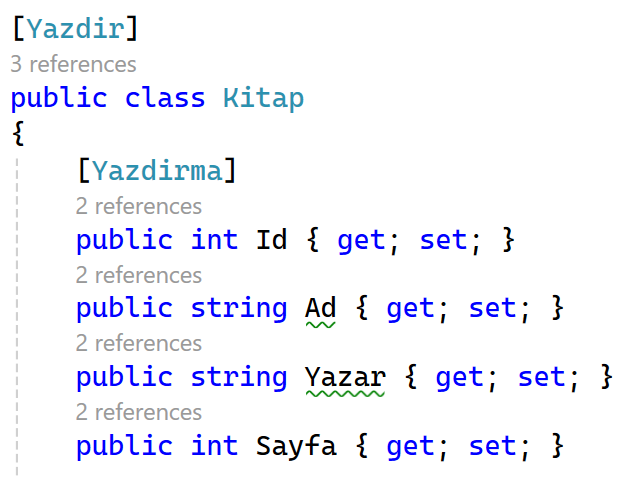 [Yazdir]
3 references
public class Kitap
{
[Yazdirma]
2 references
public int Id { get; set; }
2 references
public string Ad { get; set; }
2 references
public string Yazar { get; set; }
2 references
public int Sayfa { get; set; }